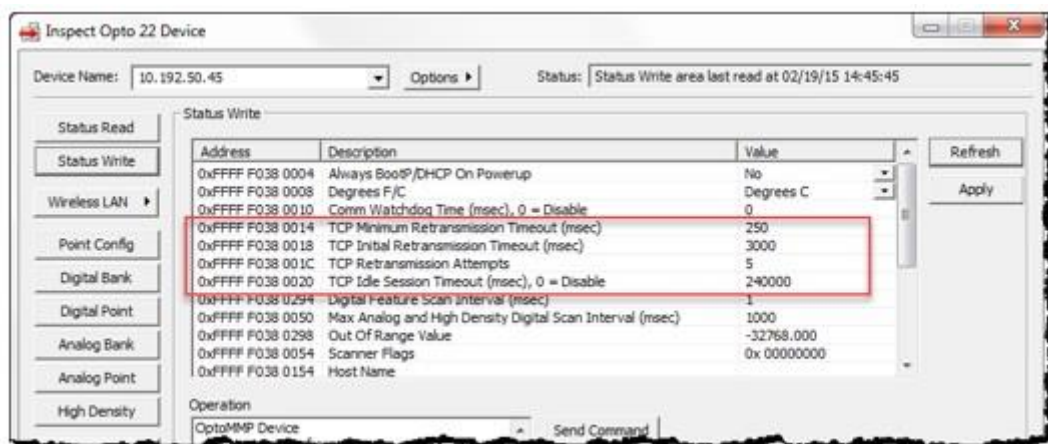 Inspect Opto 22 Device
Device Name: 10.192.50.45 Options Status: Status Write area last read at 02/19/15 14:45:45
Status Read
Status Write
Wireless LAN
Point Config
Digital Bank
Digital Point
Analog Bank
Analog Point
High Density
Status Write
Address Description Value
0xFFFF F038 0004 Always BootP/DHCP On Powerup No
0xFFFF F038 0008 Degrees F/C Degrees C
0xFFFF F038 0010 Comm Watchdog Time (msec), 0 = Disable 0
0xFFFF F038 0014 TCP Minimum Retransmission Timeout (msec) 250
0xFFFF F038 0018 TCP Initial Retransmission Timeout (msec) 3000
0xFFFF F038 001C TCP Retransmission Attempts 5
0xFFFF F038 0020 TCP Idle Session Timeout (msec), 0 = Disable 240000
0xFFFF F038 0294 Digital Feature Scan Interval (msec) 1
0xFFFF F038 0050 Max Analog and High Density Digital Scan Interval (msec) 1000
0xFFFF F038 0298 Out Of Range Value -32768.000
0xFFFF F038 0054 Scanner Flags 0x 00000000
0xFFFF F038 0154 Host Name
Refresh
Apply
Operation
OptoMMP Device Send Command